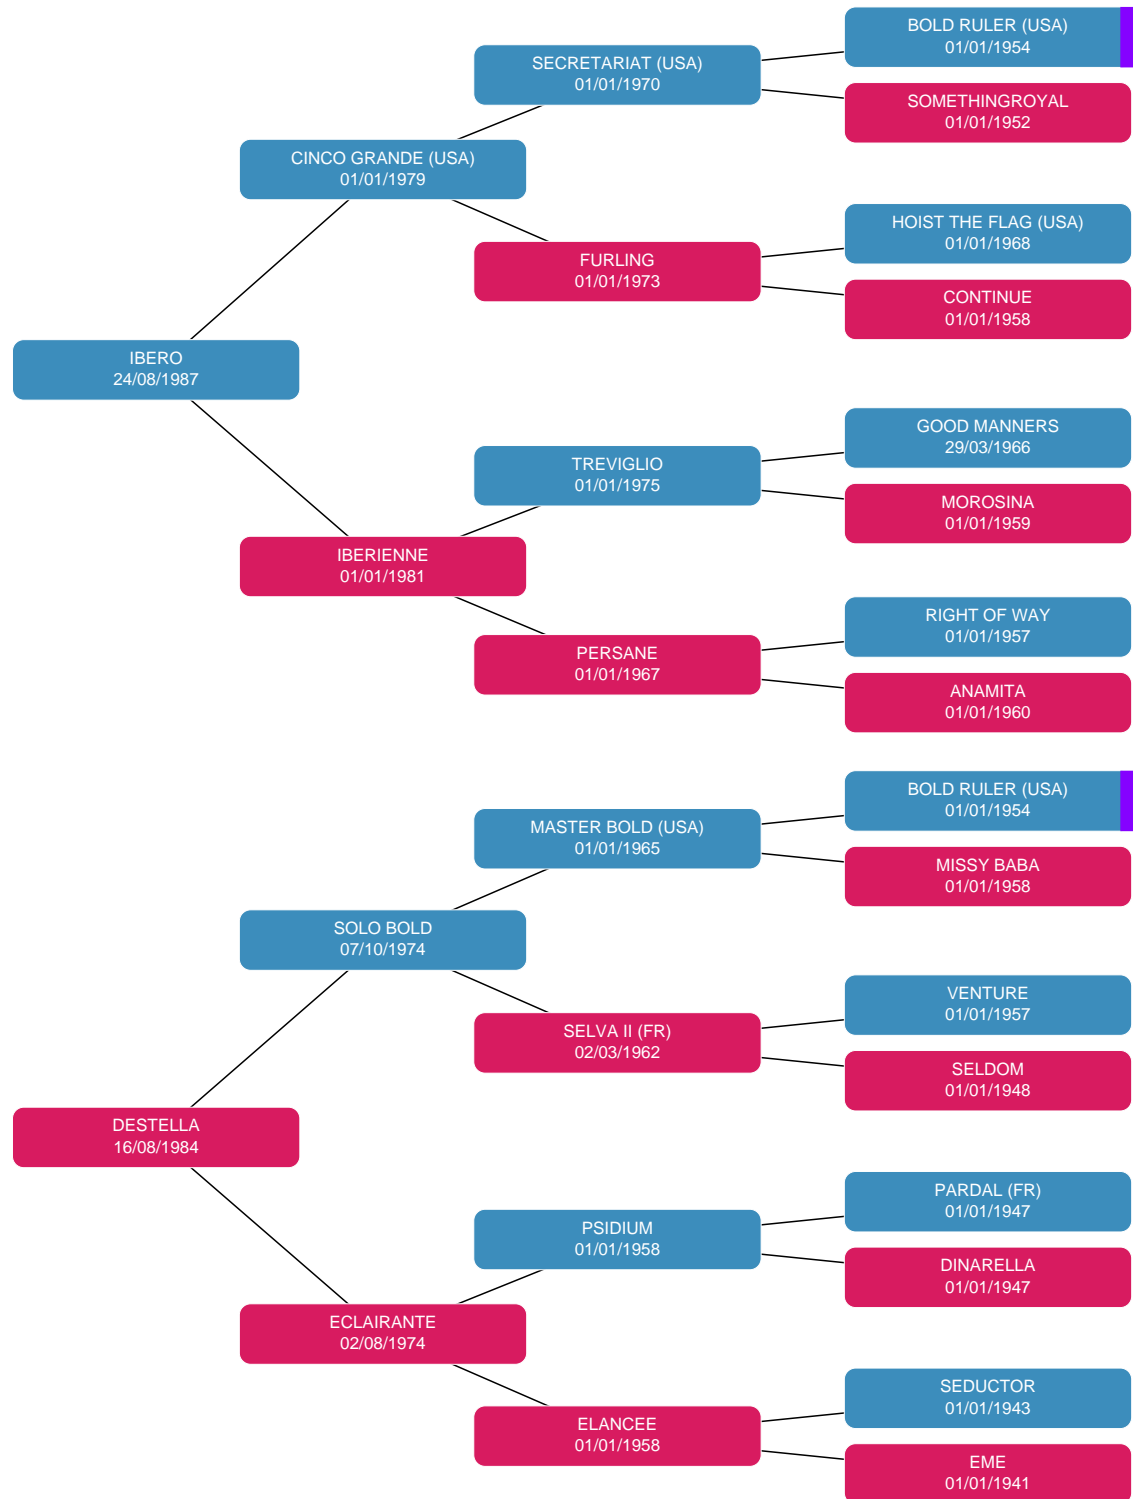 BOLD RULER (USA)
01/01/1954
SECRETARIAT (USA)
01/01/1970
SOMETHINGROYAL
01/01/1952
CINCO GRANDE (USA)
01/01/1979
HOIST THE FLAG (USA)
01/01/1968
FURLING
01/01/1973
CONTINUE
01/01/1958
IBERO
24/08/1987
GOOD MANNERS
29/03/1966
TREVIGLIO
01/01/1975
MOROSINA
01/01/1959
IBERIENNE
01/01/1981
RIGHT OF WAY
01/01/1957
PERSANE
01/01/1967
ANAMITA
01/01/1960
BOLD RULER (USA)
01/01/1954
MASTER BOLD (USA)
01/01/1965
MISSY BABA
01/01/1958
SOLO BOLD
07/10/1974
VENTURE
01/01/1957
SELVA II (FR)
02/03/1962
SELDOM
01/01/1948
DESTELLA
16/08/1984
PARDAL (FR)
01/01/1947
PSIDIUM
01/01/1958
DINARELLA
01/01/1947
ECLAIRANTE
02/08/1974
SEDUCTOR
01/01/1943
ELANCEE
01/01/1958
EME
01/01/1941